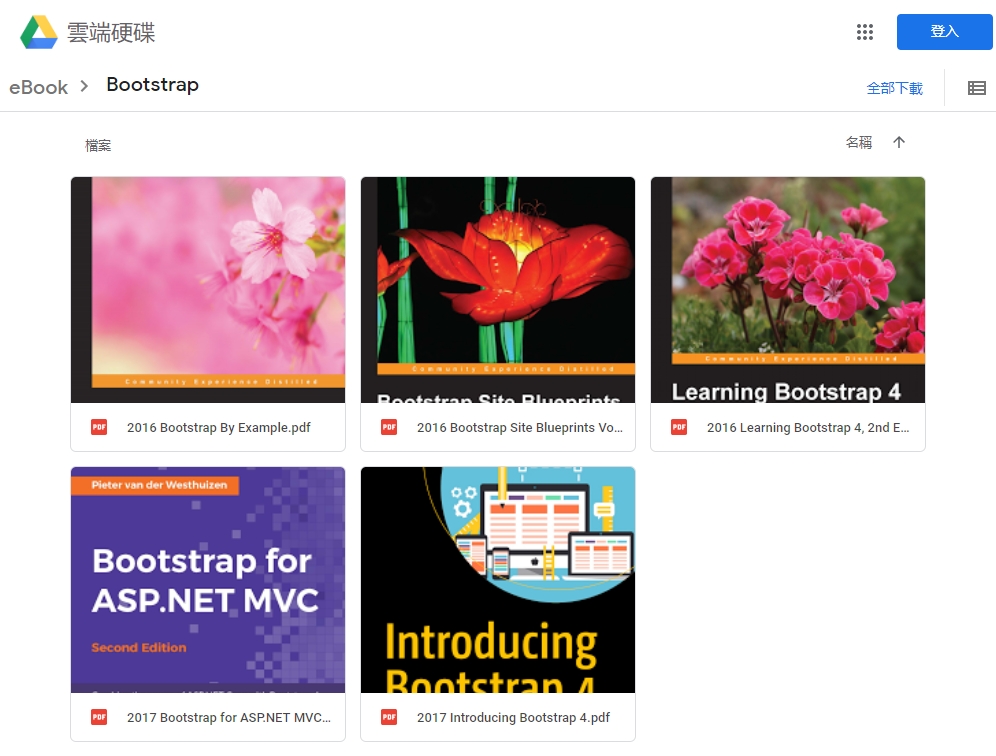 雲端硬碟
登入
eBook > Bootstrap
全部下載
檔案
名稱
Community Experience Distilled
Community Experience Distilled
Bootstrap Site Blueprints
Community Experience Distilled
Learning Bootstrap 4
PDF 2016 Bootstrap By Example.pdf
PDF 2016 Bootstrap Site Blueprints Vo...
PDF 2016 Learning Bootstrap 4, 2nd E...
Pieter van der Westhuizen
Bootstrap for
ASP.NET MVC
Second Edition
Introducing
Bootstrap 4
PDF 2017 Bootstrap for ASP.NET MVC...
PDF 2017 Introducing Bootstrap 4.pdf